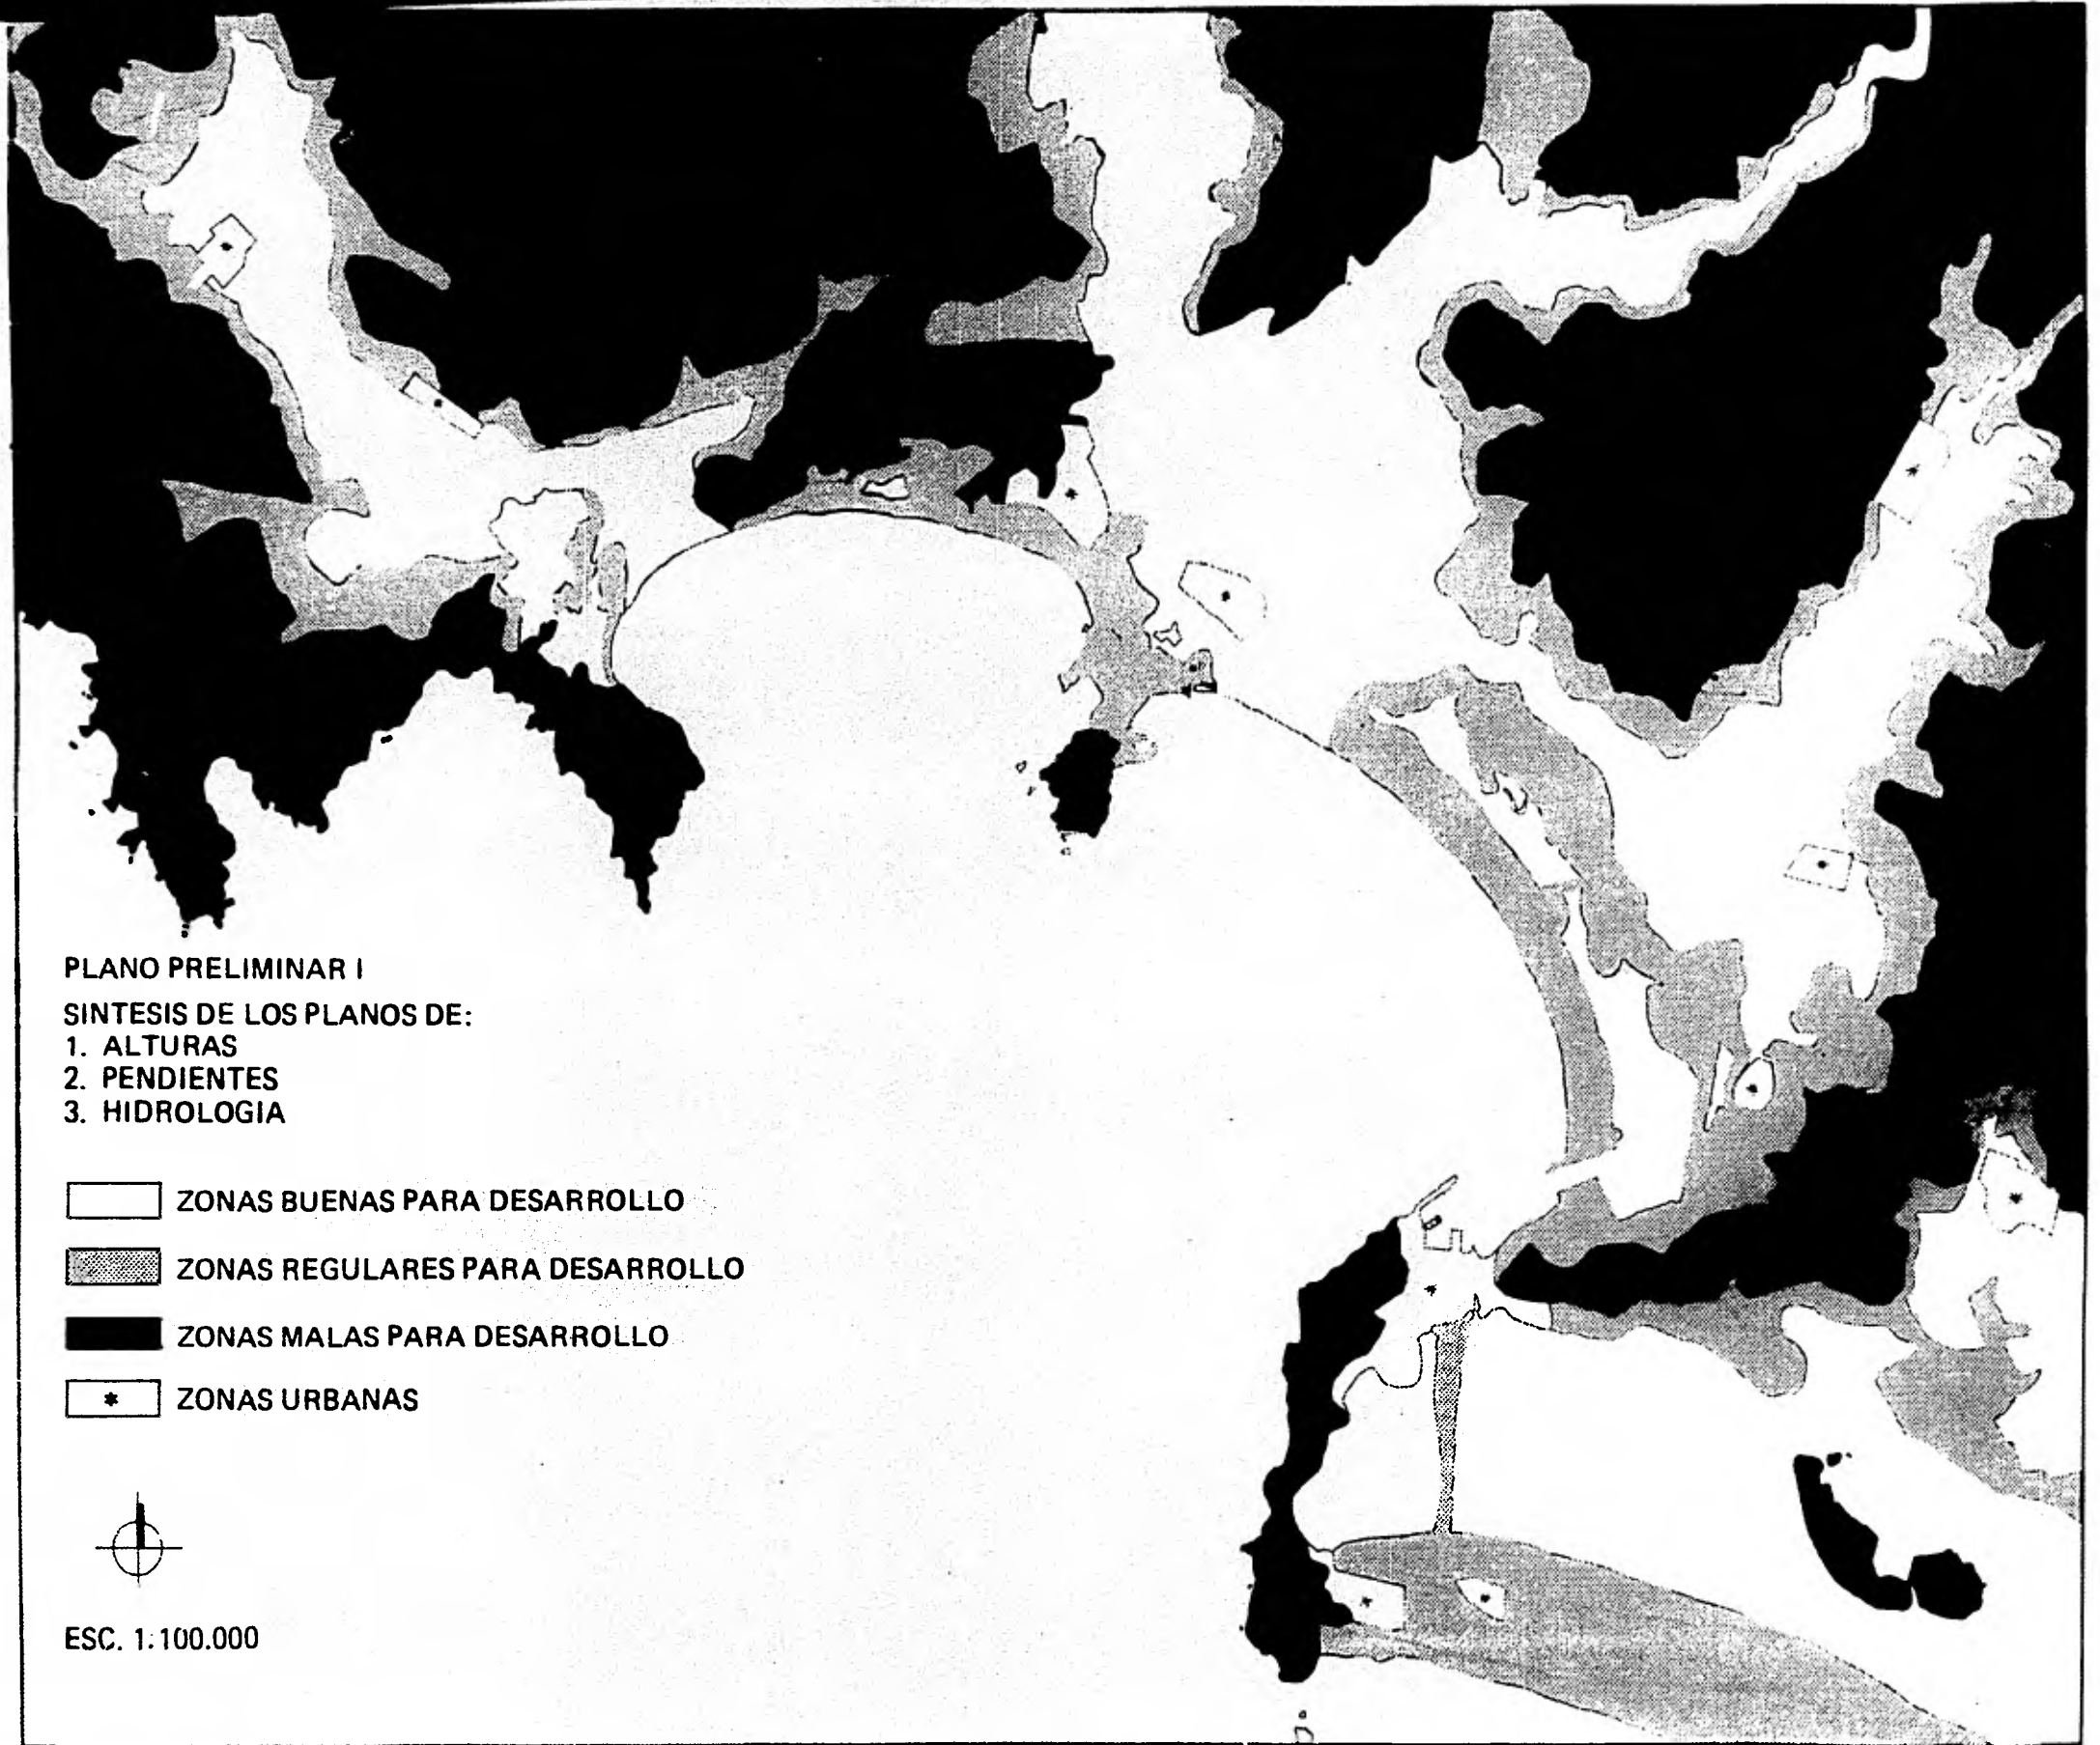 PLANO PRELIMINAR I
SINTESIS DE LOS PLANOS DE:
1. ALTURAS
2. PENDIENTES
3. HIDROLOGIA
ZONAS BUENAS PARA DESARROLLO
ZONAS REGULARES PARA DESARROLLO
ZONAS MALAS PARA DESARROLLO
* ZONAS URBANAS
ESC. 1:100.000